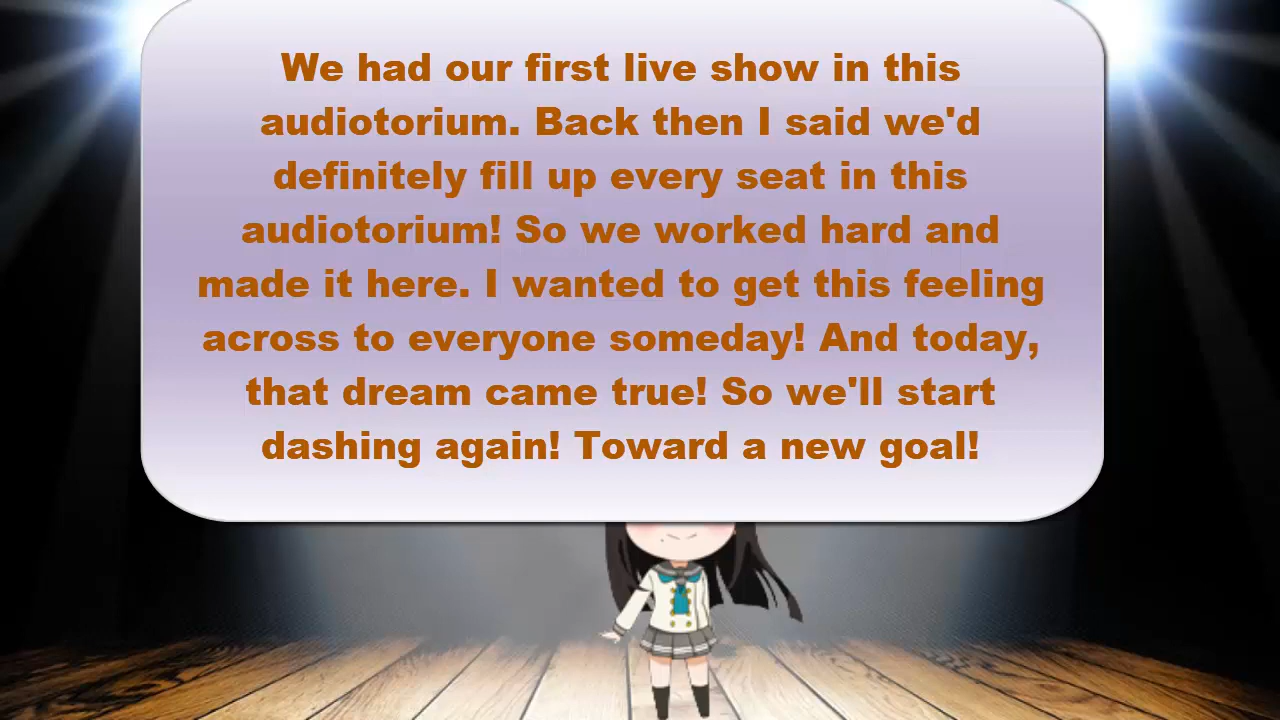 We had our first live show in this
audiotorium. Back then I said we'd
definitely fill up every seat in this
audiotorium! So we worked hard and
made it here. I wanted to get this feeling
across to everyone someday! And today,
that dream came true! So we'll start
dashing again! Toward a new goal!